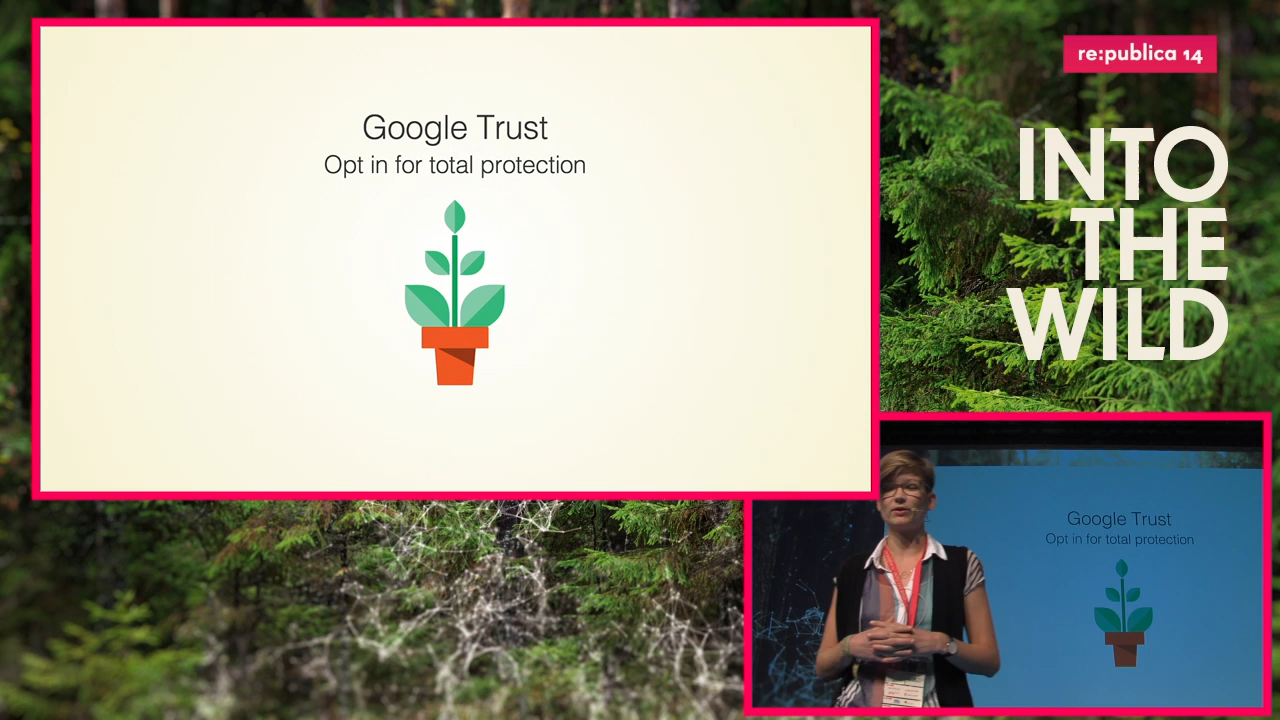 Google Trust
Opt in for total protection
re:publica 14
INTO
THE
WILD
Google Trust
Opt in for total protection